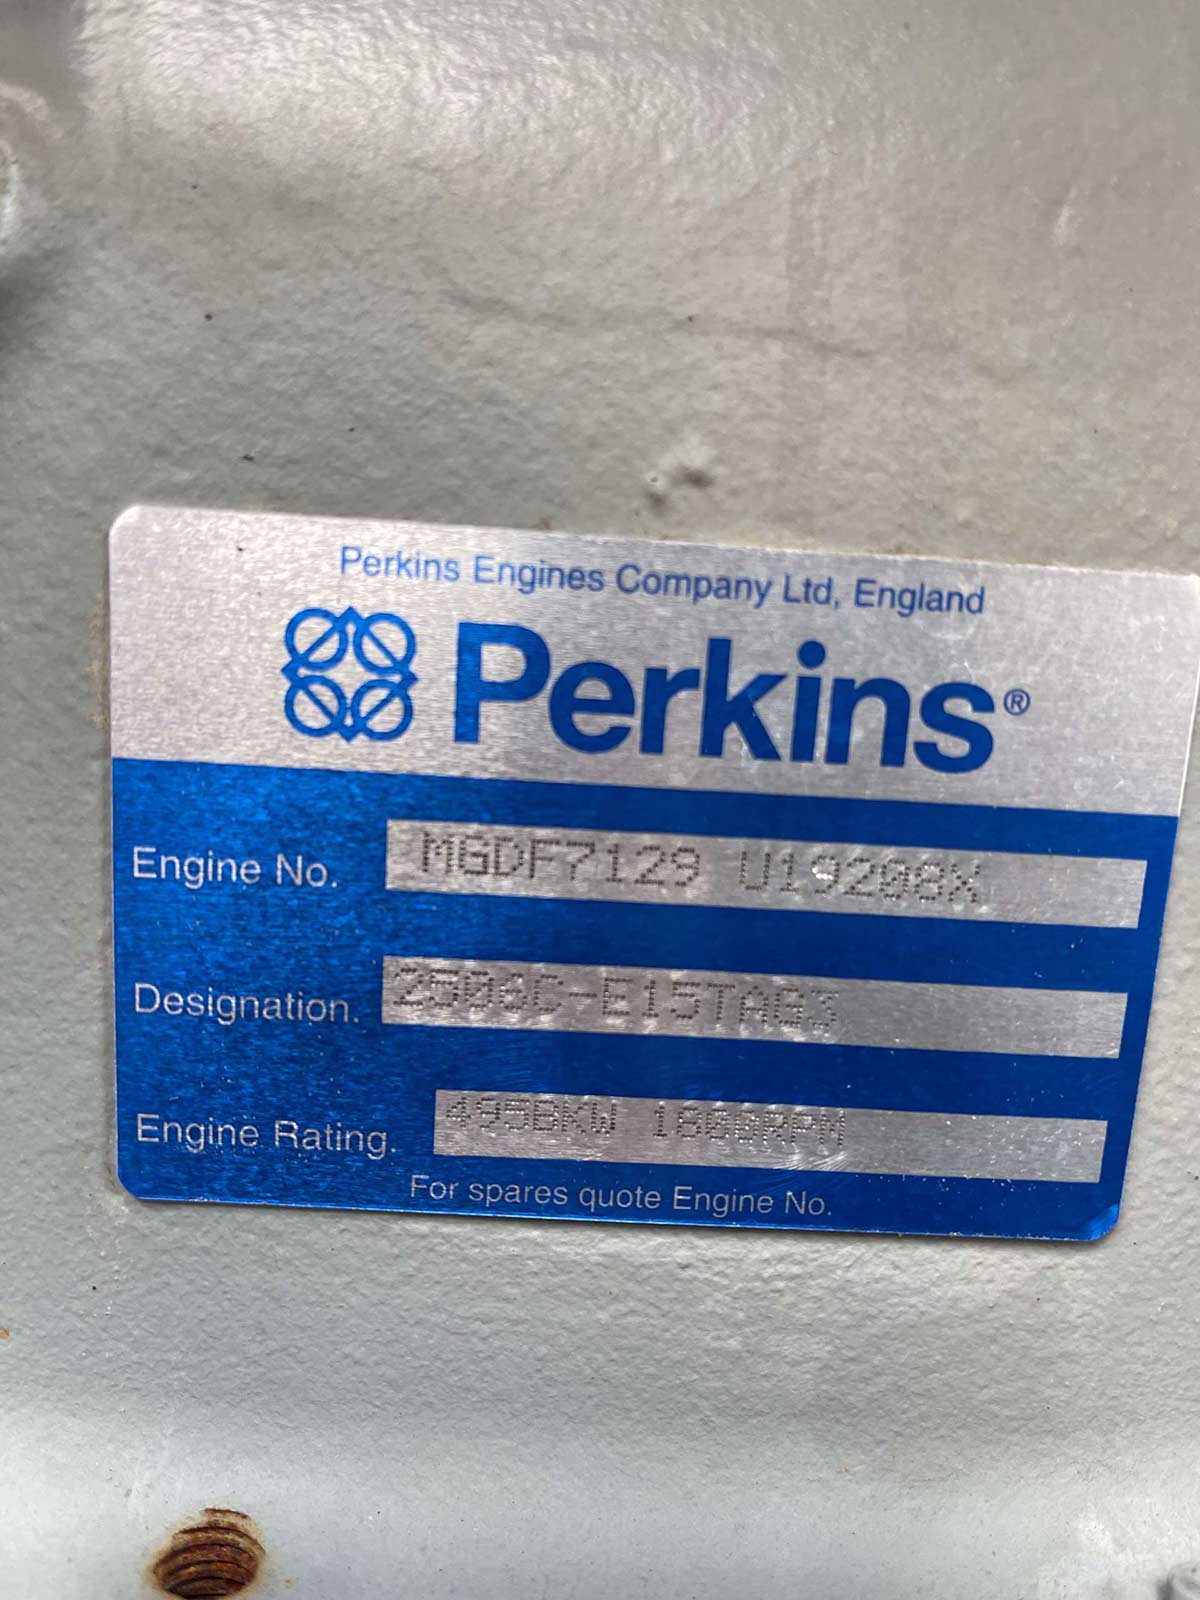 Perkins Engines Company Ltd, England
Perkins®
Engine No. MGDF7129 U19208X
Designation. 2506C-E15TAG3
Engine Rating. 495BKW 1800RPM
For spares quote Engine No.